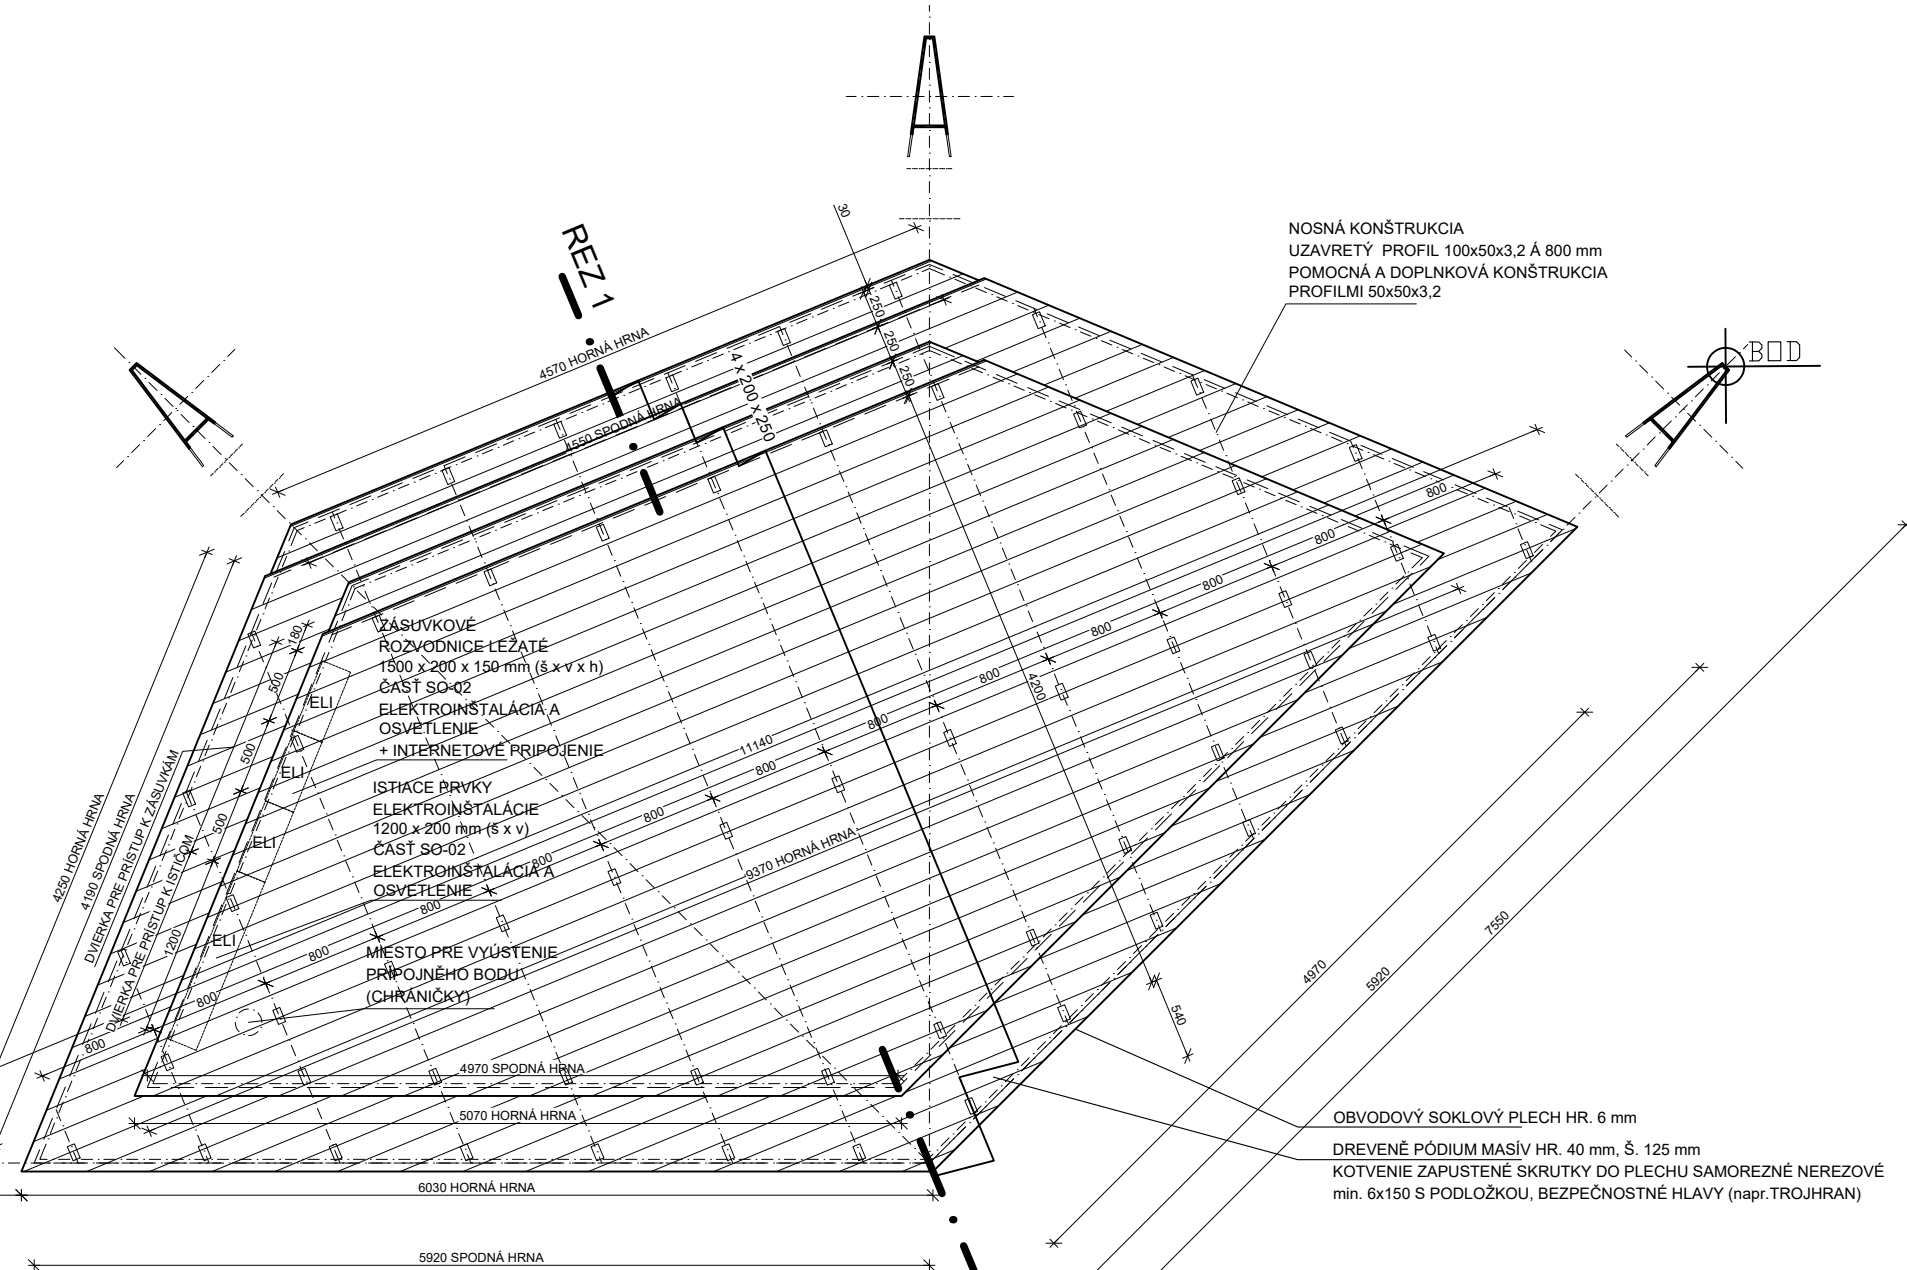 30
REZ 1
NOSNÁ KONŠTRUKCIA
UZAVRETÝ PROFIL 100x50x3,2 Á 800 mm
POMOCNÁ A DOPLNKOVÁ KONŠTRUKCIA
PROFILMI 50x50x3,2
BOD
4570 HORNÁ HRNA
4550 SPODNÁ HRNA
4 x 200 x 250
250
250
250
800
800
800
800
800
800
800
800
800
800
800
800
800
11140
9370 HORNÁ HRNA
4200
540
180
500
500
500
1200
ELI
ELI
ELI
ELI
ZÁSUVKOVÉ
ROZVODNICE LEŽATÉ
1500 x 200 x 150 mm (š x v x h)
ČASŤ SO-02
ELEKTROINŠTALÁCIA A
OSVETLENIE
+ INTERNETOVÉ PRIPOJENIE
ISTIACE PRVKY
ELEKTROINŠTALÁCIE
1200 x 200 mm (š x v)
ČASŤ SO-02
ELEKTROINŠTALÁCIA A
OSVETLENIE
MIESTO PRE VYÚSTENIE
PRÍPOJNÉHO BODU
(CHRÁNIČKY)
4250 HORNÁ HRNA
4190 SPODNÁ HRNA
DVIERKA PRE PRÍSTUP K ZÁSUVKÁM
DVIERKA PRE PRÍSTUP K ISTIČOM
4970 SPODNÁ HRNA
5070 HORNÁ HRNA
6030 HORNÁ HRNA
5920 SPODNÁ HRNA
4970
5920
7550
OBVODOVÝ SOKLOVÝ PLECH HR. 6 mm
DREVENĚ PÓDIUM MASÍV HR. 40 mm, Š. 125 mm
KOTVENIE ZAPUSTENÉ SKRUTKY DO PLECHU SAMOREZNÉ NEREZOVÉ
min. 6x150 S PODLOŽKOU, BEZPEČNOSTNÉ HLAVY (napr.TROJHRAN)